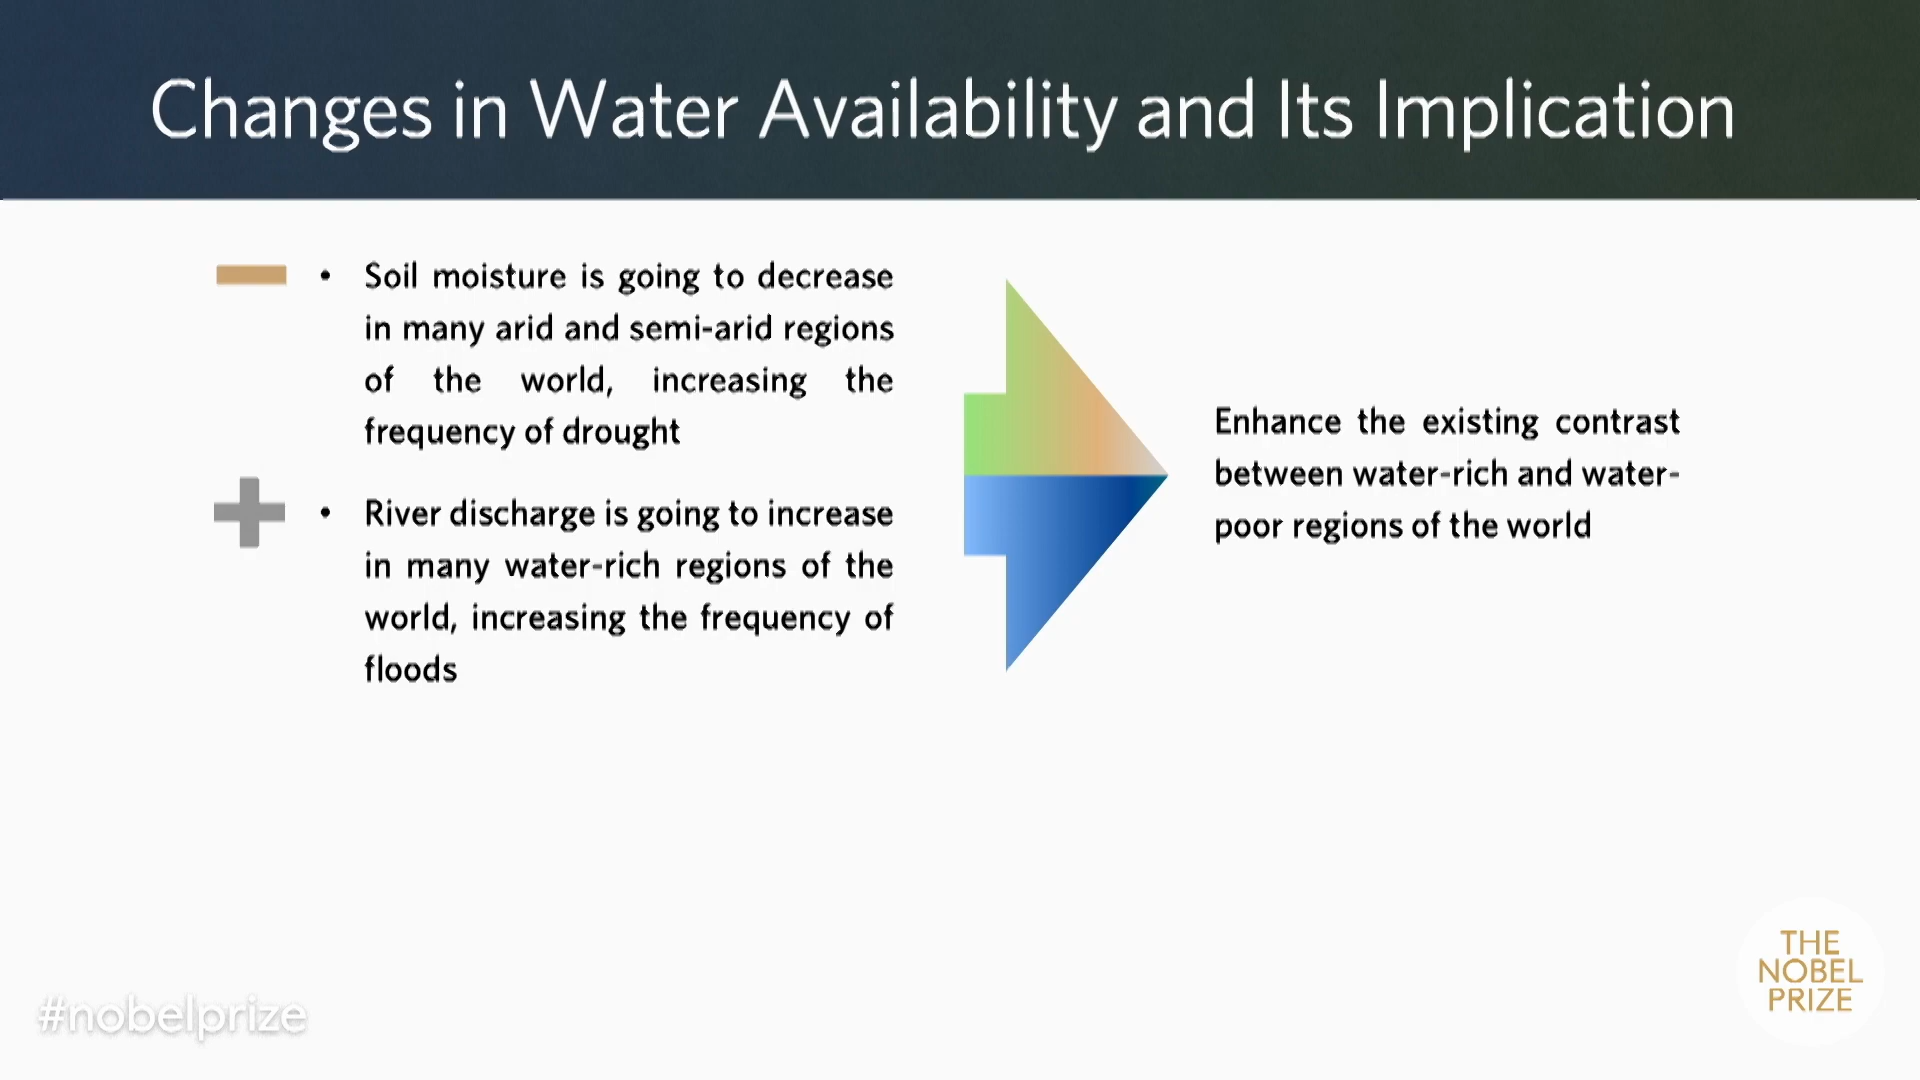 Changes in Water Availability and Its Implication
• Soil moisture is going to decrease
in many arid and semi-arid regions
of the world, increasing the
frequency of drought
• River discharge is going to increase
in many water-rich regions of the
world, increasing the frequency of
floods
Enhance the existing contrast
between water-rich and water-
poor regions of the world
#nobelprize
THE
NOBEL
PRIZE